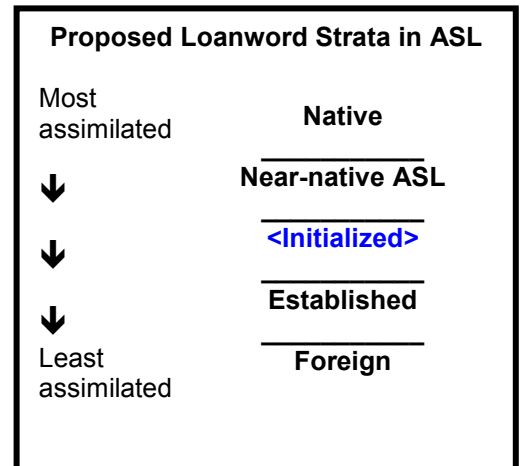 Proposed Loanword Strata in ASL
Most
assimilated
Native
Near-native ASL
<Initialized>
Established
Least
assimilated
Foreign